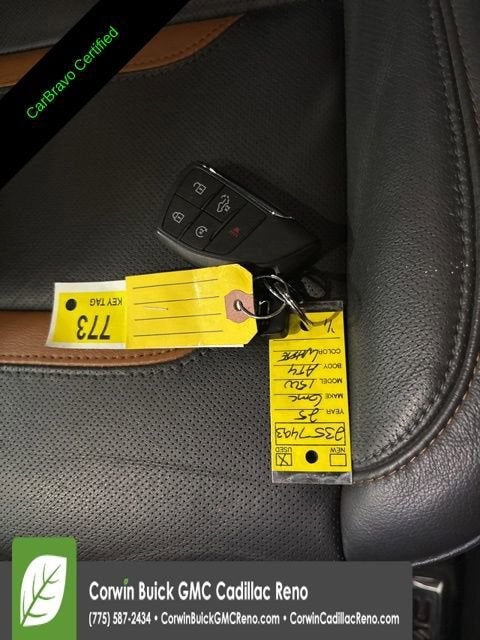 CarBravo Certified
KEY TAG
773
NEW
USED
YEAR 25
MAKE GMC
MODEL 1500
BODY AT4
COLOR WHITE
Corwin Buick GMC Cadillac Reno
(775) 587-2434 • CorwinBuickGMCReno.com • CorwinCadillacReno.com